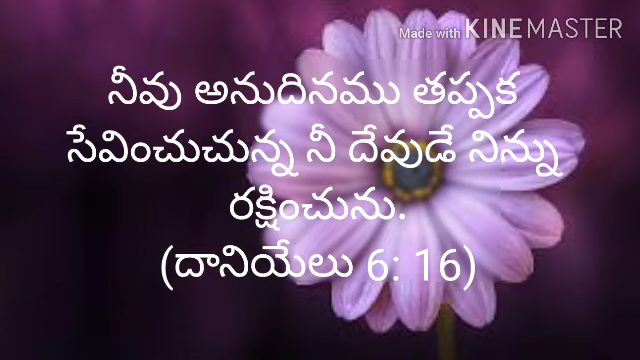 Made with KINEMASTER
నీవు అనుదినము తప్పక
సేవించుచున్న నీ దేవుడే నిన్ను
రక్షించును.
(దానియేలు 6: 16)